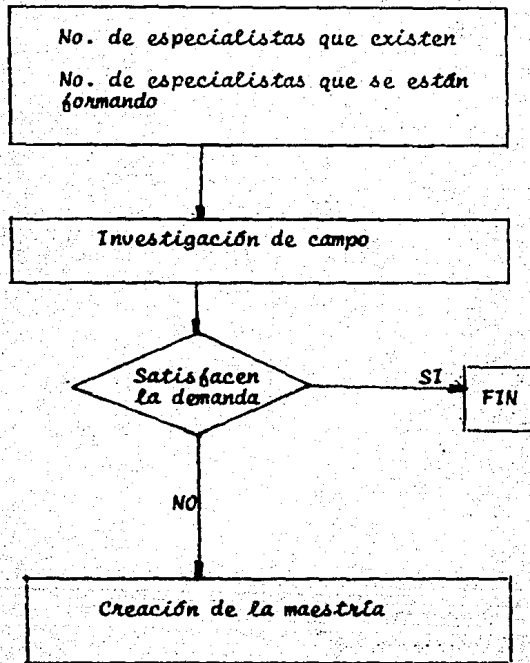 No. de especialistas que existen
No. de especialistas que se están
formando
Investigación de campo
Satisfacen
la demanda
SI
FIN
NO
Creación de la maestría